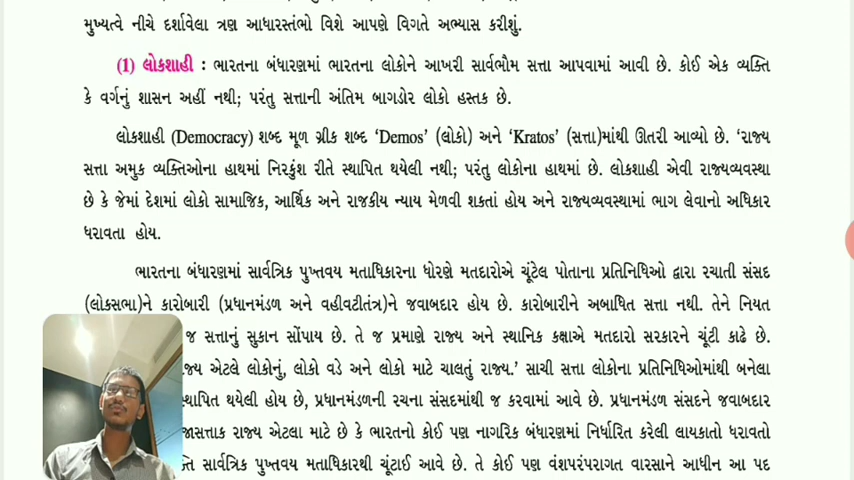 મુખ્યત્વે નીચે દર્શાવેલા ત્રણ આધારસ્તંભો વિશે આપણે વિગતે અભ્યાસ કરીશું.
(1) લોકશાહી : ભારતના બંધારણમાં ભારતના લોકોને આખરી સાર્વભૌમ સત્તા આપવામાં આવી છે. કોઈ એક વ્યક્તિ
કે વર્ગનું શાસન અહીં નથી; પરંતુ સત્તાની અંતિમ બાગડોર લોકો હસ્તક છે.
લોકશાહી (Democracy) શબ્દ મૂળ ગ્રીક શબ્દ ‘Demos’ (લોકો) અને ‘Kratos’ (સત્તા)માંથી ઊતરી આવ્યો છે. ‘રાજ્ય
સત્તા અમુક વ્યક્તિઓના હાથમાં નિરકુંશ રીતે સ્થાપિત થયેલી નથી; પરંતુ લોકોના હાથમાં છે. લોકશાહી એવી રાજ્યવ્યવસ્થા
છે કે જેમાં દેશમાં લોકો સામાજિક, આર્થિક અને રાજકીય ન્યાય મેળવી શકતાં હોય અને રાજ્યવ્યવસ્થામાં ભાગ લેવાનો અધિકાર
ધરાવતા હોય.
ભારતના બંધારણમાં સાર્વત્રિક પુખ્તવય મતાધિકારના ધોરણે મતદારોએ ચૂંટેલ પોતાના પ્રતિનિધિઓ દ્વારા રચાતી સંસદ
(લોકસભા)ને કારોબારી (પ્રધાનમંડળ અને વહીવટીતંત્ર)ને જવાબદાર હોય છે. કારોબારીને અબાધિત સત્તા નથી. તેને નિયત
જ સત્તાનું સુકાન સોંપાય છે. તે જ પ્રમાણે રાજ્ય અને સ્થાનિક કક્ષાએ મતદારો સરકારને ચૂંટી કાઢે છે.
એટલે લોકોનું, લોકો વડે અને લોકો માટે ચાલતું રાજ્ય.’ સાચી સત્તા લોકોના પ્રતિનિધિઓમાંથી બનેલા
થયેલી હોય છે, પ્રધાનમંડળની રચના સંસદમાંથી જ કરવામાં આવે છે. પ્રધાનમંડળ સંસદને જવાબદાર
રાજ્ય એટલા માટે છે કે ભારતનો કોઈ પણ નાગરિક બંધારણમાં નિર્ધારિત કરેલી લાયકાતો ધરાવતો
સાર્વત્રિક પુખ્તવય મતાધિકારથી ચૂંટાઈ આવે છે. તે કોઈ પણ વંશપરંપરાગત વારસાને આધીન આ પદ